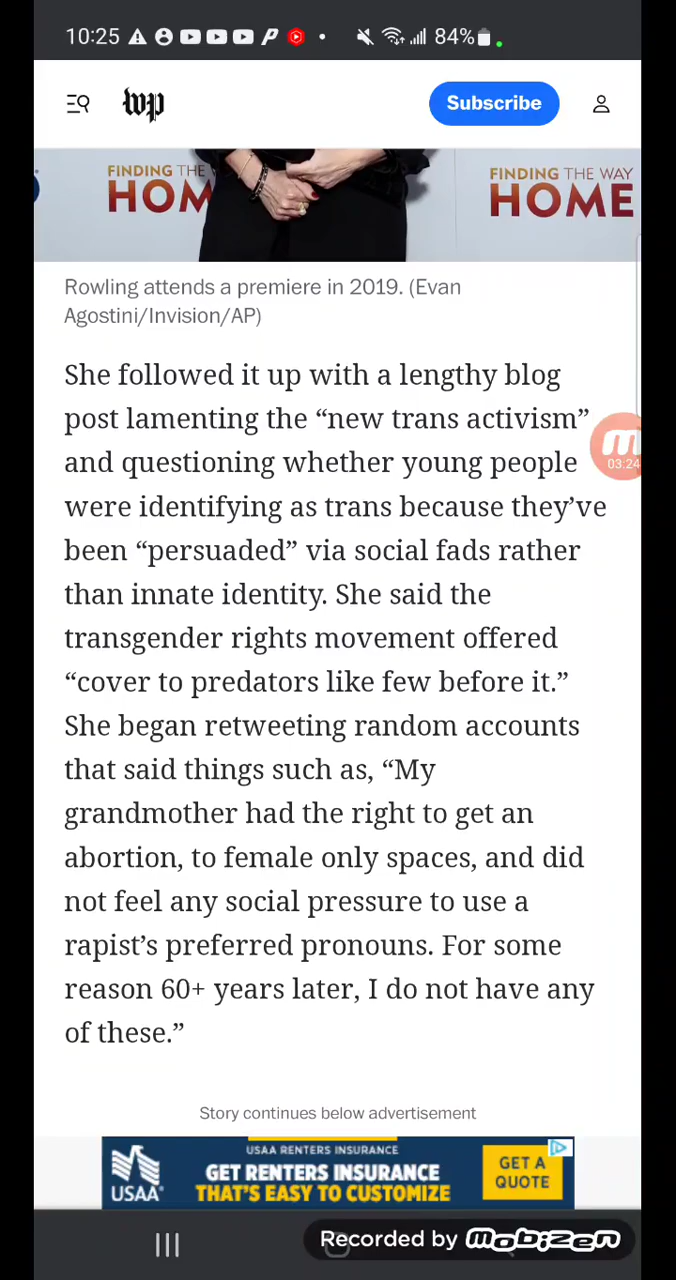 10:25 84%
wp Subscribe
FINDING THE
HOM
FINDING THE WAY
HOME
Rowling attends a premiere in 2019. (Evan
Agostini/Invision/AP)
She followed it up with a lengthy blog
post lamenting the “new trans activism”
and questioning whether young people
were identifying as trans because they’ve
been “persuaded” via social fads rather
than innate identity. She said the
transgender rights movement offered
“cover to predators like few before it.”
She began retweeting random accounts
that said things such as, “My
grandmother had the right to get an
abortion, to female only spaces, and did
not feel any social pressure to use a
rapist’s preferred pronouns. For some
reason 60+ years later, I do not have any
of these.”
03:24
Story continues below advertisement
USAA
USAA RENTERS INSURANCE
GET RENTERS INSURANCE
THAT'S EASY TO CUSTOMIZE
GET A
QUOTE
Recorded by mobizen